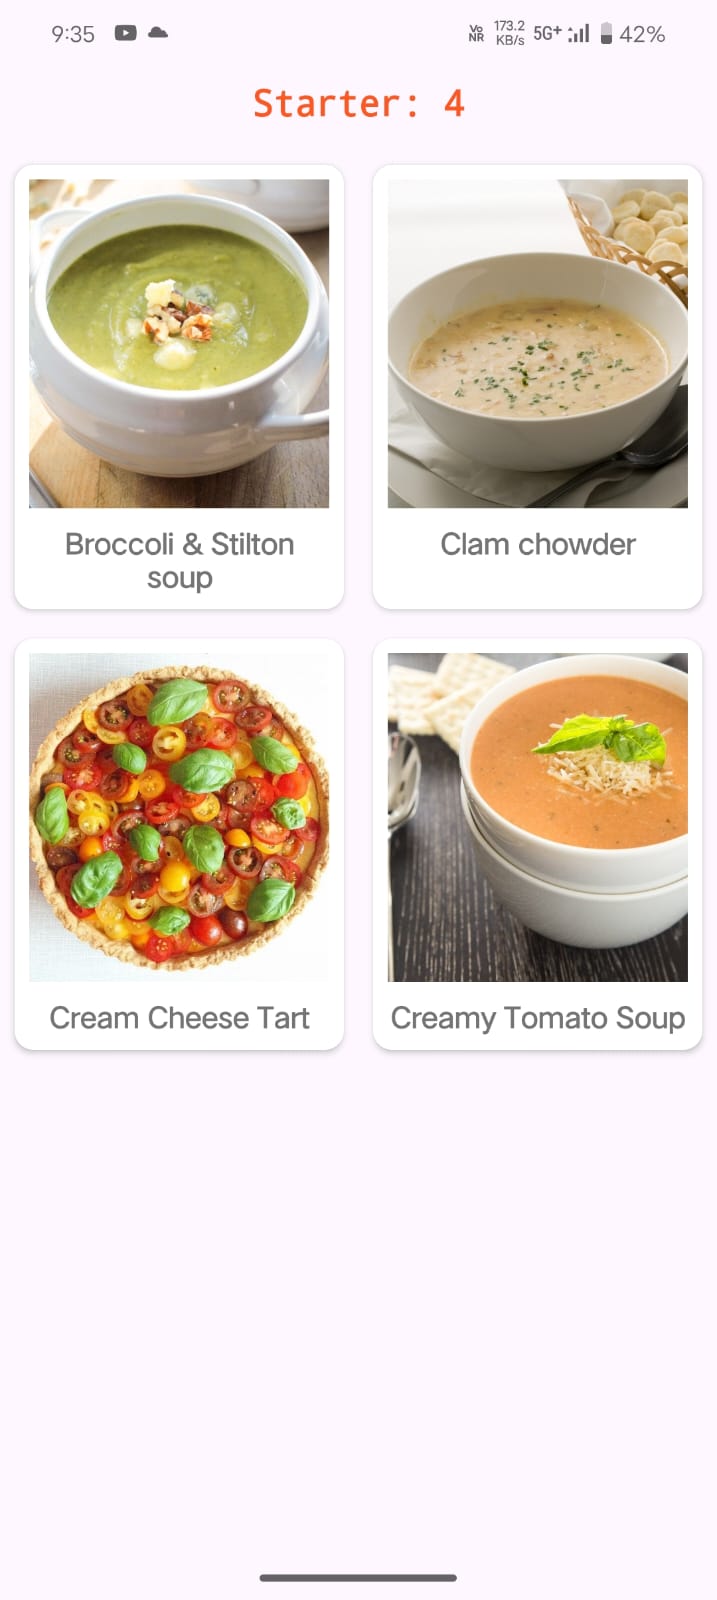 9:35
Vo
NR
173.2
KB/s
5G+
42%
Starter: 4
Broccoli & Stilton
soup
Clam chowder
Cream Cheese Tart
Creamy Tomato Soup